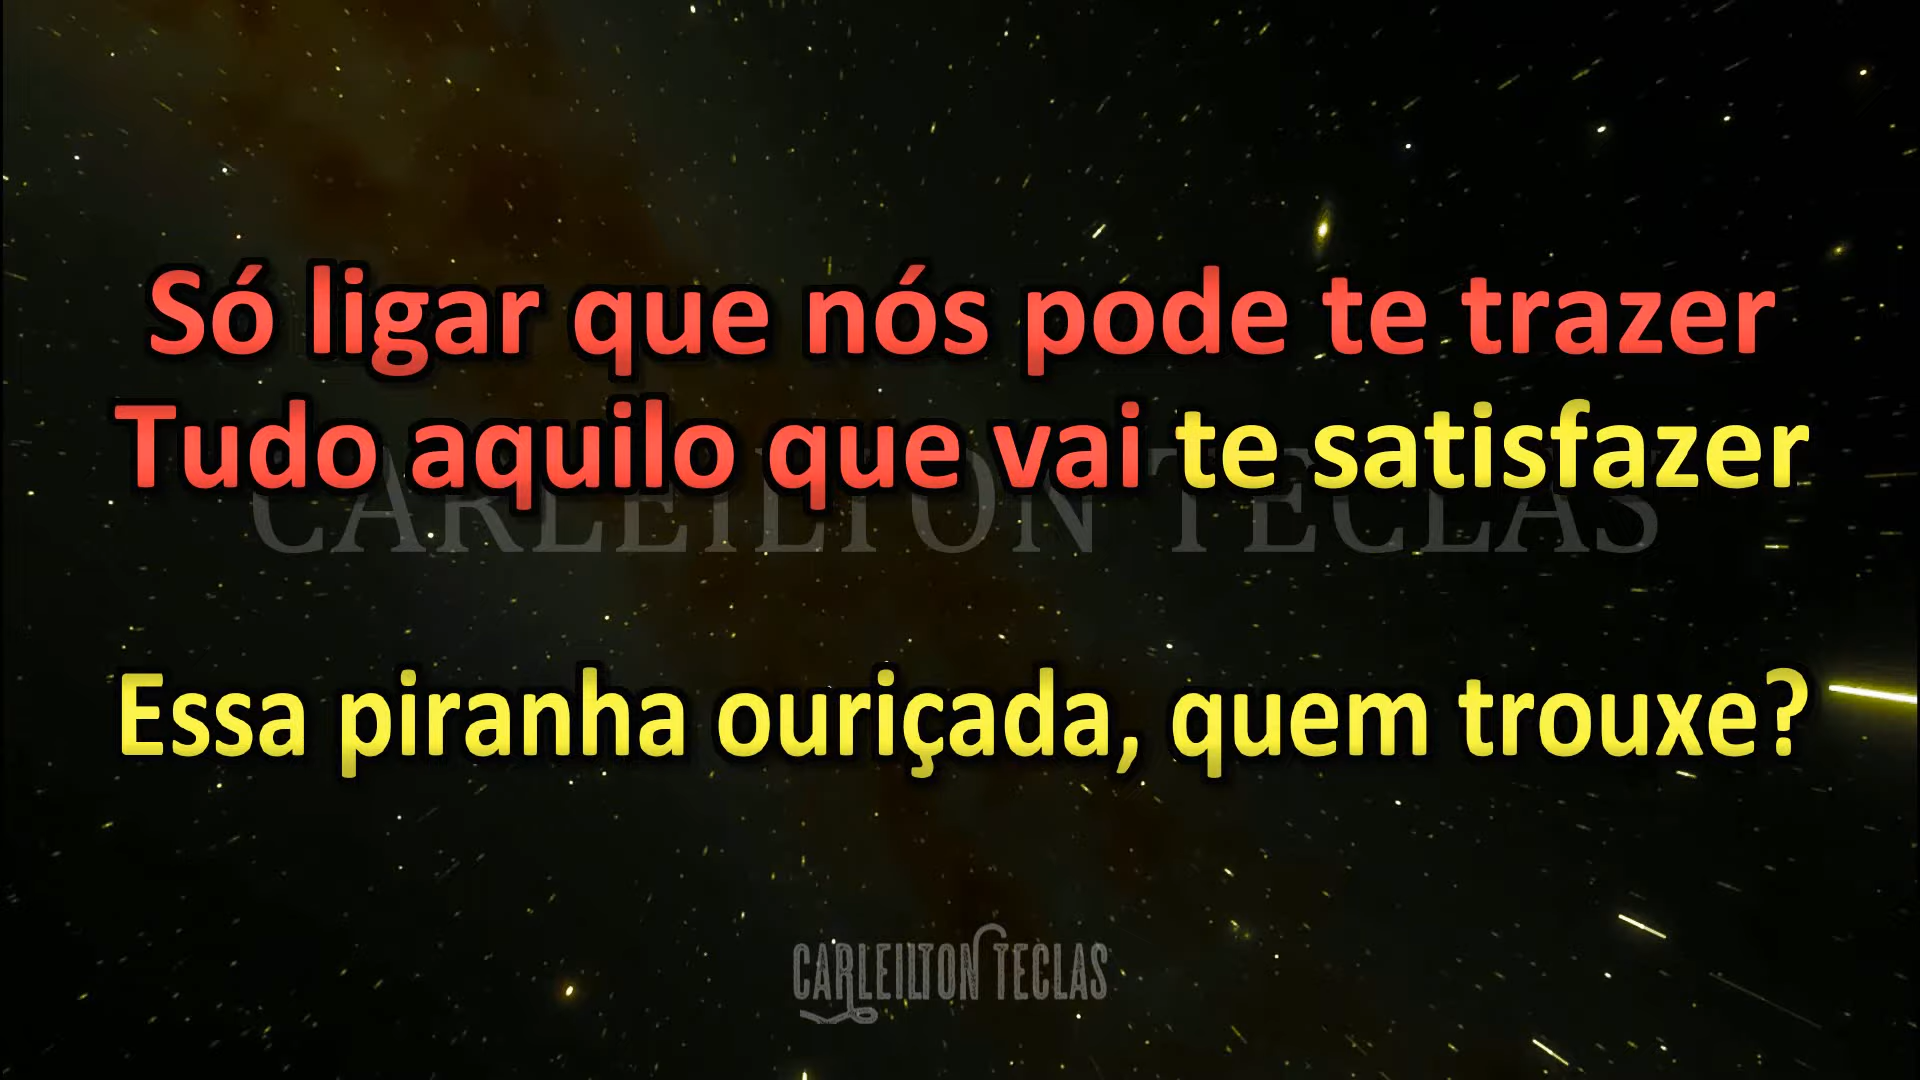 Só ligar que nós pode te trazer
Tudo aquilo que vai te satisfazer
CARLEILTON TECLAS
Essa piranha ouriçada, quem trouxe?
CARLEILTON TECLAS